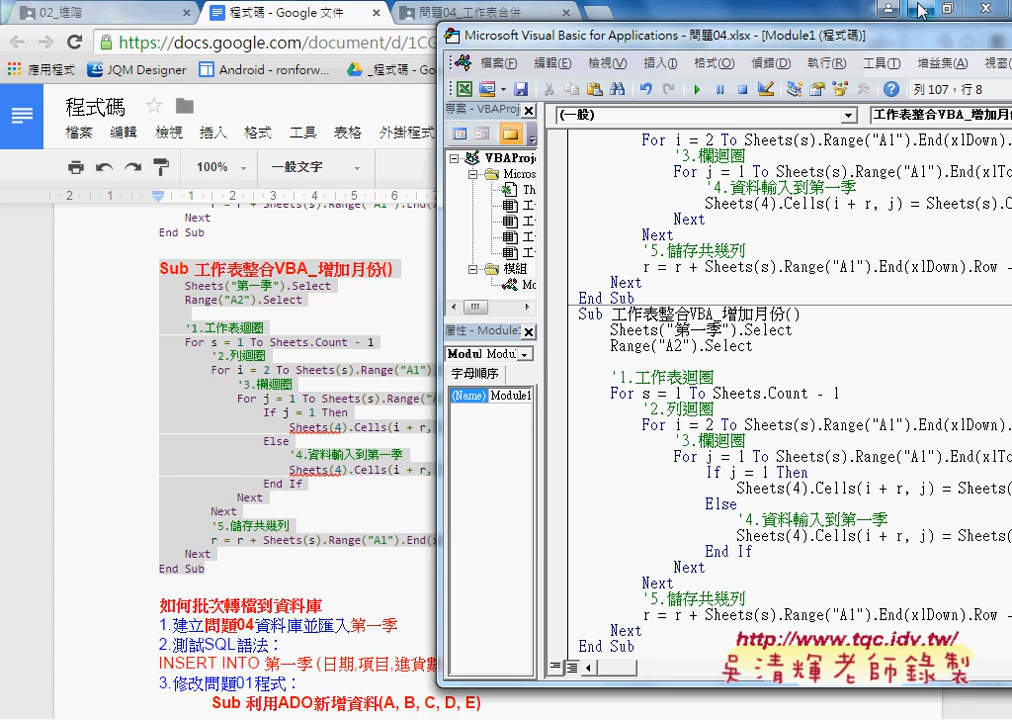 02_進階
程式碼 - Google 文件
問題04_工作表合併
https://docs.google.com/document/d/1CC
應用程式
JQM Designer
Android - ronforwo
_程式碼 - Go
程式碼
檔案 編輯 檢視 插入 格式 工具 表格 外掛程式
100%
一般文字
2 1 1 2 3 4 5 6 7
Next
End Sub
Sub 工作表整合VBA_增加月份()
Sheets("第一季").Select
Range("A2").Select
'1.工作表迴圈
For s = 1 To Sheets.Count - 1
'2.列迴圈
For i = 2 To Sheets(s).Range("A1")
'3.欄迴圈
For j = 1 To Sheets(s).Range("A
If j = 1 Then
Sheets(4).Cells(i + r,
Else
'4.資料輸入到第一季
Sheets(4).Cells(i + r,
End If
Next
Next
'5.儲存共幾列
r = r + Sheets(s).Range("A1").End(x
Next
End Sub
如何批次轉檔到資料庫
1.建立問題04資料庫並匯入第一季
2.測試SQL語法：
INSERT INTO 第一季 (日期,項目,進貨數
3.修改問題01程式：
Sub 利用ADO新增資料(A, B, C, D, E)
Microsoft Visual Basic for Applications - 問題04.xlsx - [Module1 (程式碼)]
檔案(F) 編輯(E) 檢視(V) 插入(I) 格式(O) 偵錯(D) 執行(R) 工具(T) 增益集(A) 視窗
列 107，行 8
專案 - VBAProj
VBAProj
Micros
Th
工
工
工
工
模組
Mo
屬性 - Module1
Modul Modul
字母順序
(Name) Module1
(一般)
工作表整合VBA_增加月份
For i = 2 To Sheets(s).Range("A1").End(xlDown).
'3.欄迴圈
For j = 1 To Sheets(s).Range("A1").End(xlTo
'4.資料輸入到第一季
Sheets(4).Cells(i + r, j) = Sheets(s).C
Next
Next
'5.儲存共幾列
r = r + Sheets(s).Range("A1").End(xlDown).Row -
Next
End Sub
Sub 工作表整合VBA_增加月份()
Sheets("第一季").Select
Range("A2").Select
'1.工作表迴圈
For s = 1 To Sheets.Count - 1
'2.列迴圈
For i = 2 To Sheets(s).Range("A1").End(xlDown).
'3.欄迴圈
For j = 1 To Sheets(s).Range("A1").End(xlTo
If j = 1 Then
Sheets(4).Cells(i + r, j) = Sheets(
Else
'4.資料輸入到第一季
Sheets(4).Cells(i + r, j) = Sheets(
End If
Next
Next
'5.儲存共幾列
r = r + Sheets(s).Range("A1").End(xlDown).Row -
Next
End Sub
http://www.tqc.idv.tw/
吳清輝老師錄製